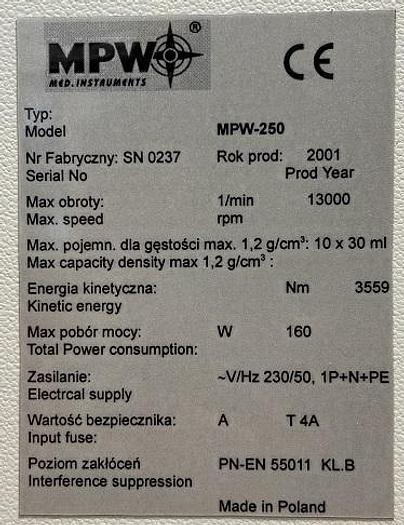 MPW ®
MED. INSTRUMENTS
CE
Typ:
Model MPW-250
Nr Fabryczny: SN 0237 Rok prod: 2001
Serial No Prod Year
Max obroty: 1/min 13000
Max. speed rpm
Max. pojemn. dla gęstości max. 1,2 g/cm³: 10 x 30 ml
Max capacity density max 1,2 g/cm³ :
Energia kinetyczna: Nm 3559
Kinetic energy
Max pobór mocy: W 160
Total Power consumption:
Zasilanie: ~V/Hz 230/50, 1P+N+PE
Electrcal supply
Wartość bezpiecznika: A T 4A
Input fuse:
Poziom zakłóceń PN-EN 55011 KL.B
Interference suppression
Made in Poland